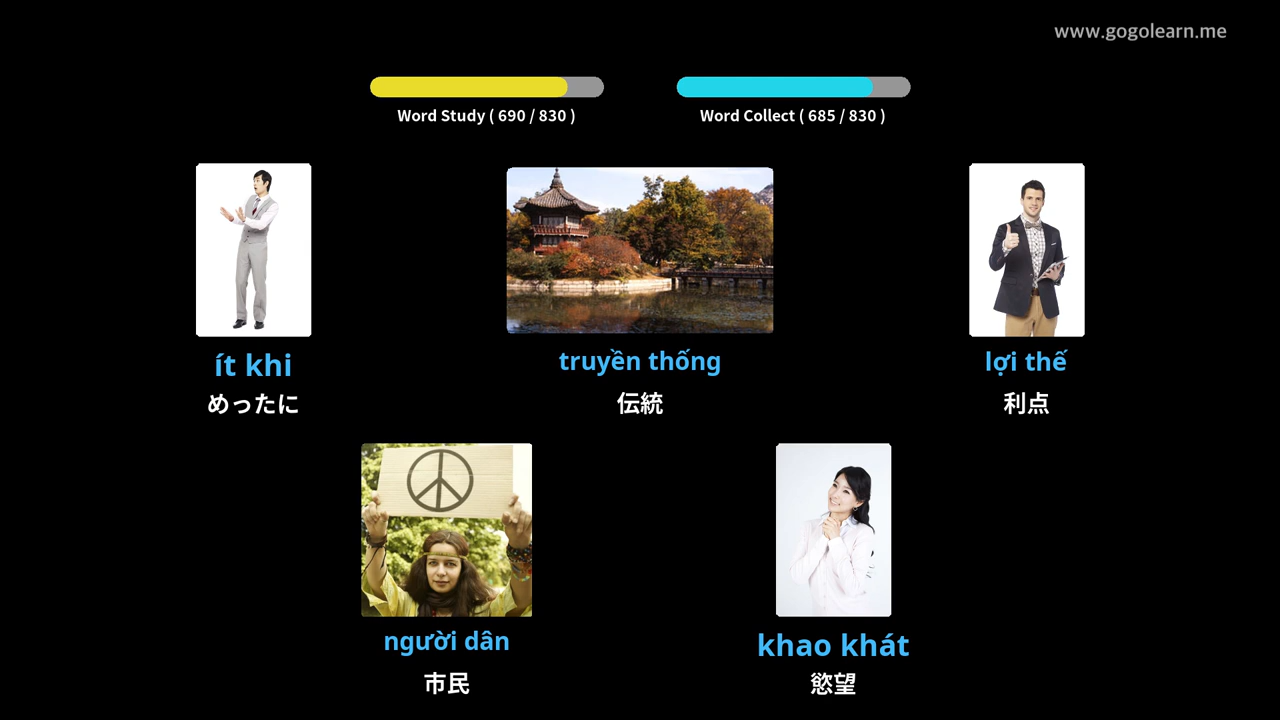 www.gogolearn.me
Word Study ( 690 / 830 )
Word Collect ( 685 / 830 )
ít khi
めったに
truyền thống
伝統
lợi thế
利点
người dân
市民
khao khát
慾望